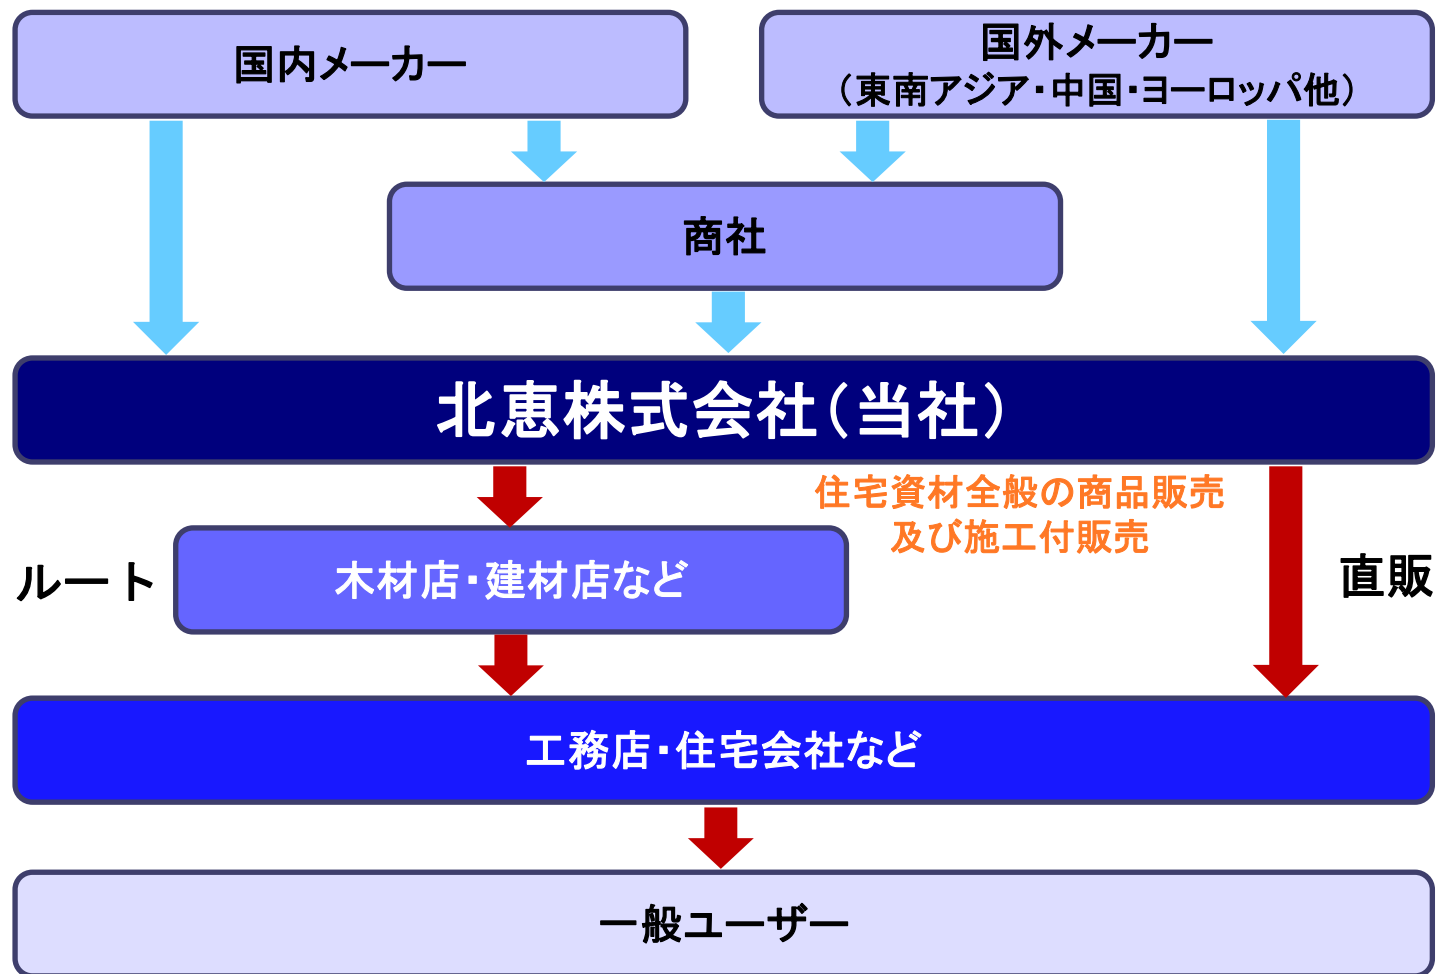 国内メーカー
国外メーカー
（東南アジア・中国・ヨーロッパ他）
商社
北恵株式会社（当社）
住宅資材全般の商品販売
及び施工付販売
ルート
木材店・建材店など
直販
工務店・住宅会社など
一般ユーザー